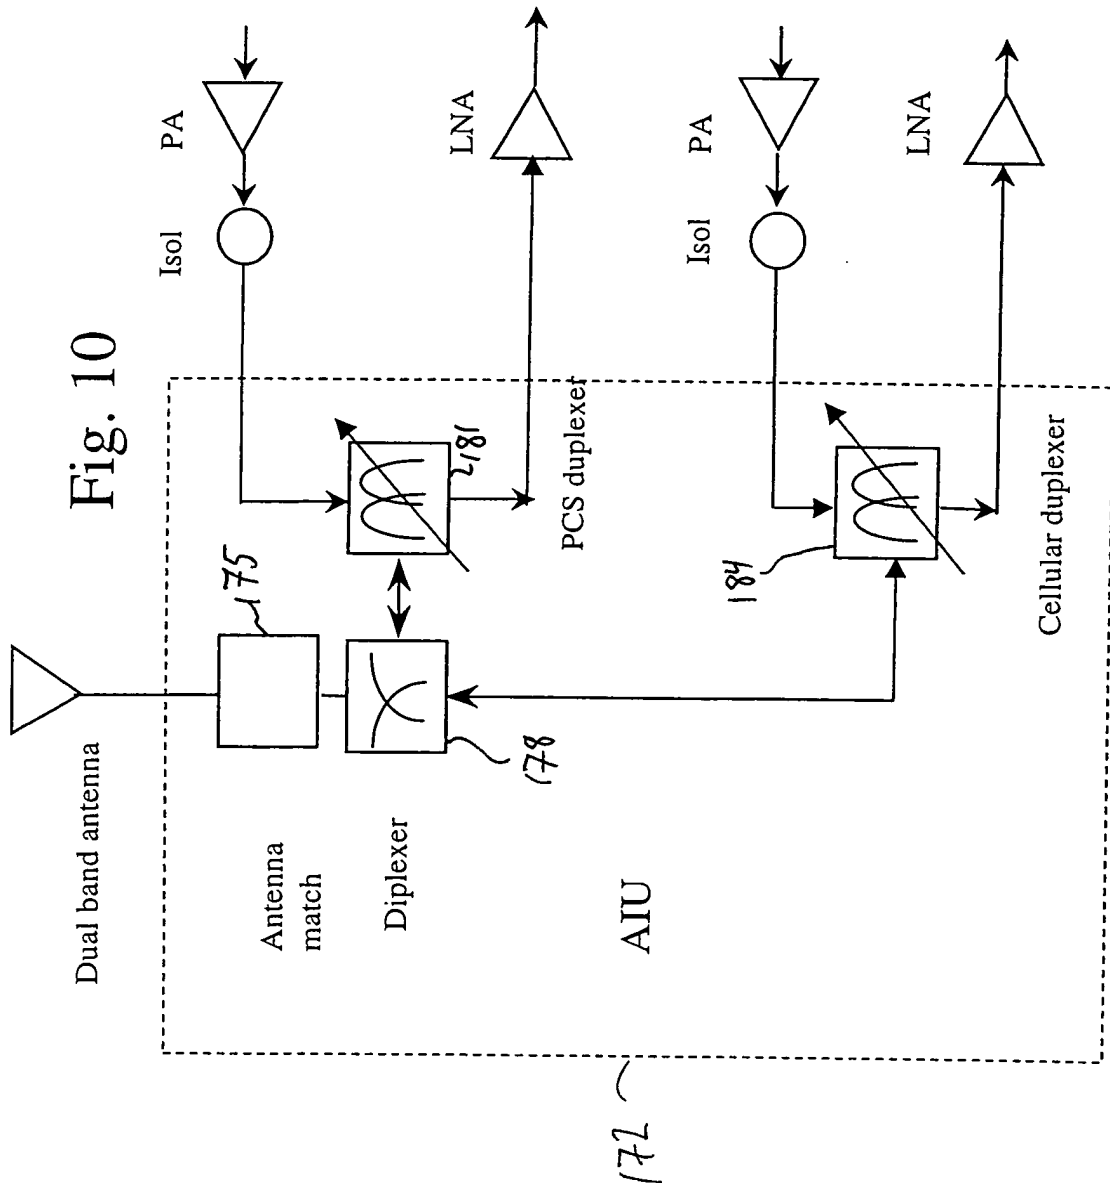 Fig. 10
Dual band antenna
Antenna
match
175
Diplexer
178
AIU
172
PA
Isol
LNA
181
PCS duplexer
PA
Isol
LNA
184
Cellular duplexer